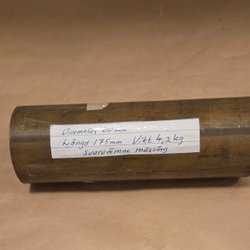 Diameter 60mm
Längd 175mm Vikt 4,2kg
Svarvämne mässing